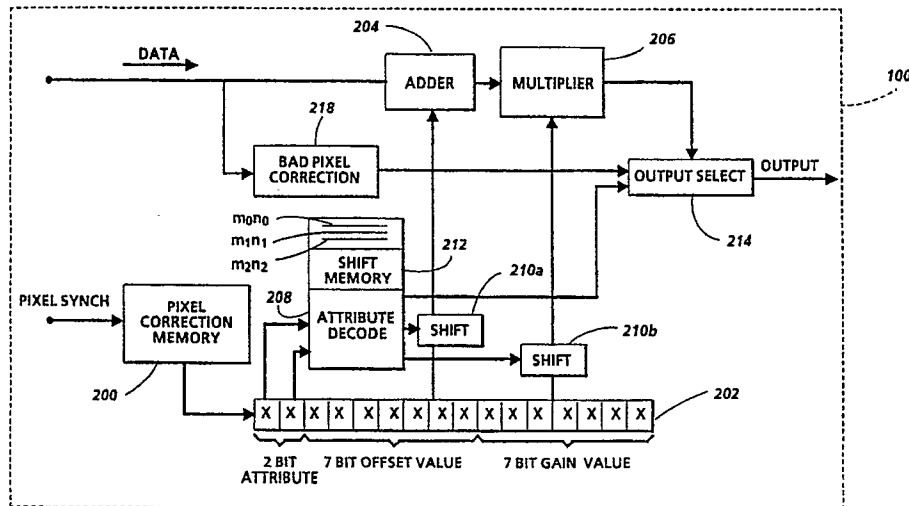 204
206
DATA
ADDER
MULTIPLIER
100
218
BAD PIXEL
CORRECTION
OUTPUT SELECT
OUTPUT
214
m₀n₀
m₁n₁
m₂n₂
212
SHIFT
MEMORY
210a
PIXEL SYNCH
208
PIXEL
CORRECTION
MEMORY
ATTRIBUTE
DECODE
SHIFT
210b
SHIFT
200
X X X X X X X X X X X X X X X X
202
2 BIT
ATTRIBUTE
7 BIT OFFSET VALUE
7 BIT GAIN VALUE